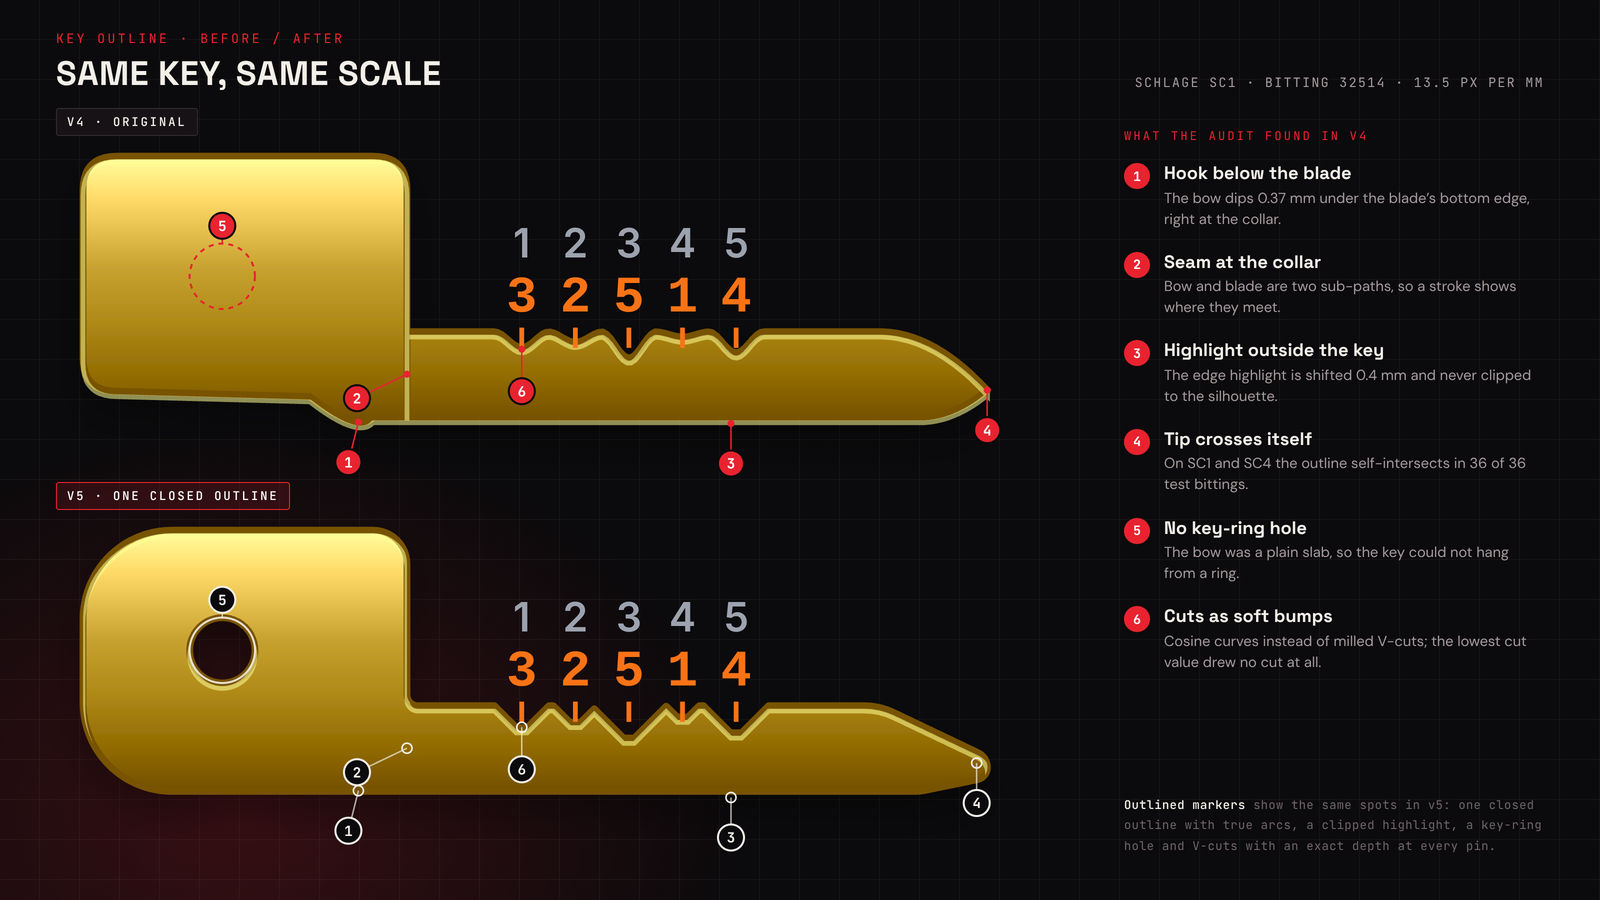 KEY OUTLINE · BEFORE / AFTER
SAME KEY, SAME SCALE
SCHLAGE SC1 · BITTING 32514 · 13.5 PX PER MM
V4 · ORIGINAL
5
1 2 3 4 5
3 2 5 1 4
2
6
1
3
4
V5 · ONE CLOSED OUTLINE
5
1 2 3 4 5
3 2 5 1 4
2
6
1
3
4
WHAT THE AUDIT FOUND IN V4
1 Hook below the blade
The bow dips 0.37 mm under the blade's bottom edge,
right at the collar.
2 Seam at the collar
Bow and blade are two sub-paths, so a stroke shows
where they meet.
3 Highlight outside the key
The edge highlight is shifted 0.4 mm and never clipped
to the silhouette.
4 Tip crosses itself
On SC1 and SC4 the outline self-intersects in 36 of 36
test bittings.
5 No key-ring hole
The bow was a plain slab, so the key could not hang
from a ring.
6 Cuts as soft bumps
Cosine curves instead of milled V-cuts; the lowest cut
value drew no cut at all.
Outlined markers show the same spots in v5: one closed
outline with true arcs, a clipped highlight, a key-ring
hole and V-cuts with an exact depth at every pin.